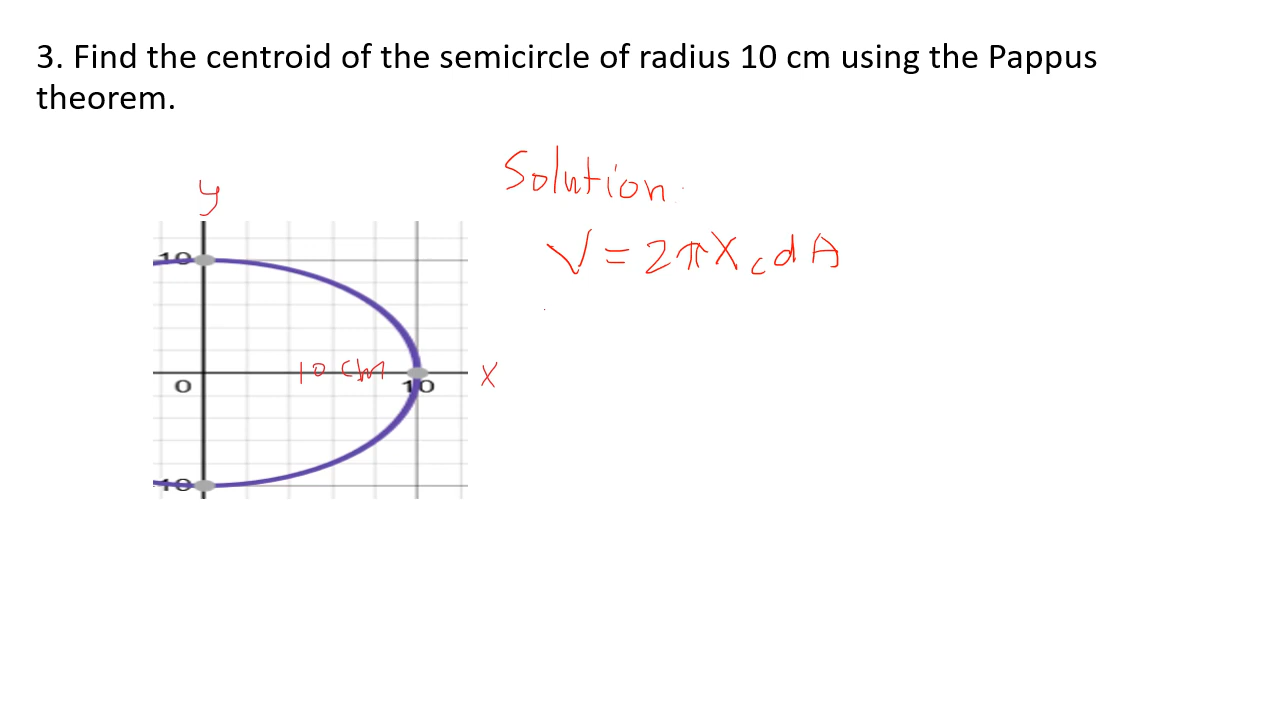 3. Find the centroid of the semicircle of radius 10 cm using the Pappus
theorem.
Solution:
y
V = 2πx_c dA
10
10 cm
x
0
10
-10